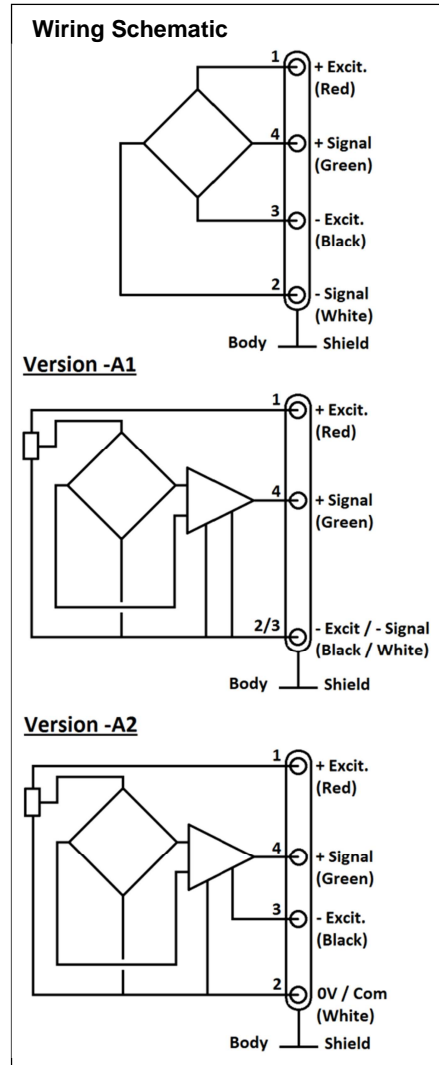 Wiring Schematic
1
+ Excit.
(Red)
4
+ Signal
(Green)
3
- Excit.
(Black)
2
- Signal
(White)
Body
Shield
Version -A1
1
+ Excit.
(Red)
4
+ Signal
(Green)
2/3
- Excit / - Signal
(Black / White)
Body
Shield
Version -A2
1
+ Excit.
(Red)
4
+ Signal
(Green)
3
- Excit.
(Black)
2
0V / Com
(White)
Body
Shield